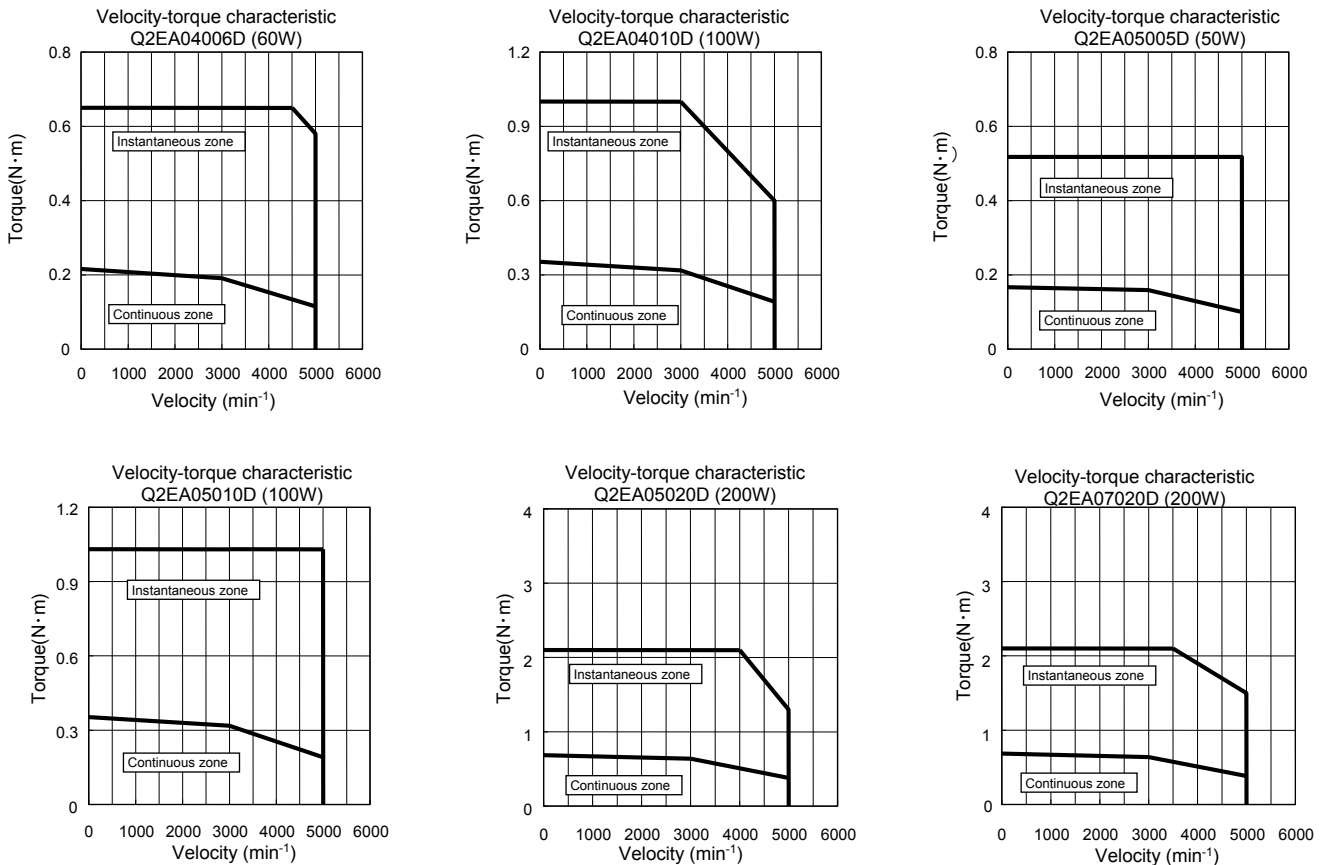 Velocity-torque characteristic
Q2EA04006D (60W)
0.8
0.6
0.4
0.2
0
Torque(N·m)
Instantaneous zone
Continuous zone
0 1000 2000 3000 4000 5000 6000
Velocity (min-1)
Velocity-torque characteristic
Q2EA04010D (100W)
1.2
0.9
0.6
0.3
0
Torque(N·m)
Instantaneous zone
Continuous zone
0 1000 2000 3000 4000 5000 6000
Velocity (min-1)
Velocity-torque characteristic
Q2EA05005D (50W)
0.8
0.6
0.4
0.2
0
Torque(N·m)
Instantaneous zone
Continuous zone
0 1000 2000 3000 4000 5000 6000
Velocity (min-1)
Velocity-torque characteristic
Q2EA05010D (100W)
1.2
0.9
0.6
0.3
0
Torque(N·m)
Instantaneous zone
Continuous zone
0 1000 2000 3000 4000 5000 6000
Velocity (min-1)
Velocity-torque characteristic
Q2EA05020D (200W)
4
3
2
1
0
Torque(N·m)
Instantaneous zone
Continuous zone
0 1000 2000 3000 4000 5000 6000
Velocity (min-1)
Velocity-torque characteristic
Q2EA07020D (200W)
4
3
2
1
0
Torque(N·m)
Instantaneous zone
Continuous zone
0 1000 2000 3000 4000 5000 6000
Velocity (min-1)